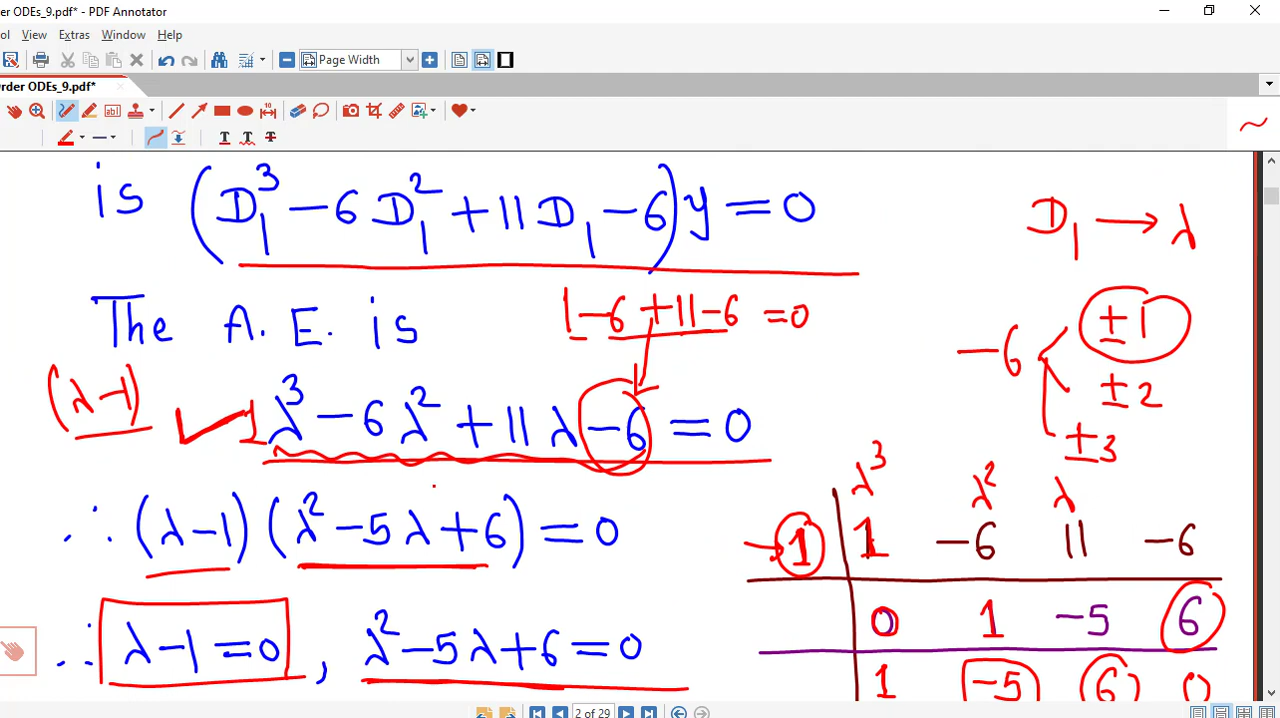 rder ODEs_9.pdf* - PDF Annotator
ol View Extras Window Help
Page Width
rder ODEs_9.pdf* ×
is (D₁³ − 6D₁² + 11D₁ − 6)y = 0
D₁ → λ
The A. E. is
1 − 6 + 11 − 6 = 0
−6
±1
±2
±3
(λ−1)
λ³ − 6λ² + 11λ − 6 = 0
∴ (λ−1)(λ² − 5λ + 6) = 0
∴ λ−1 = 0, λ² − 5λ + 6 = 0
λ³ λ² λ
→ 1 | 1 −6 11 −6
0 1 −5 6
1 −5 6 0
2 of 29